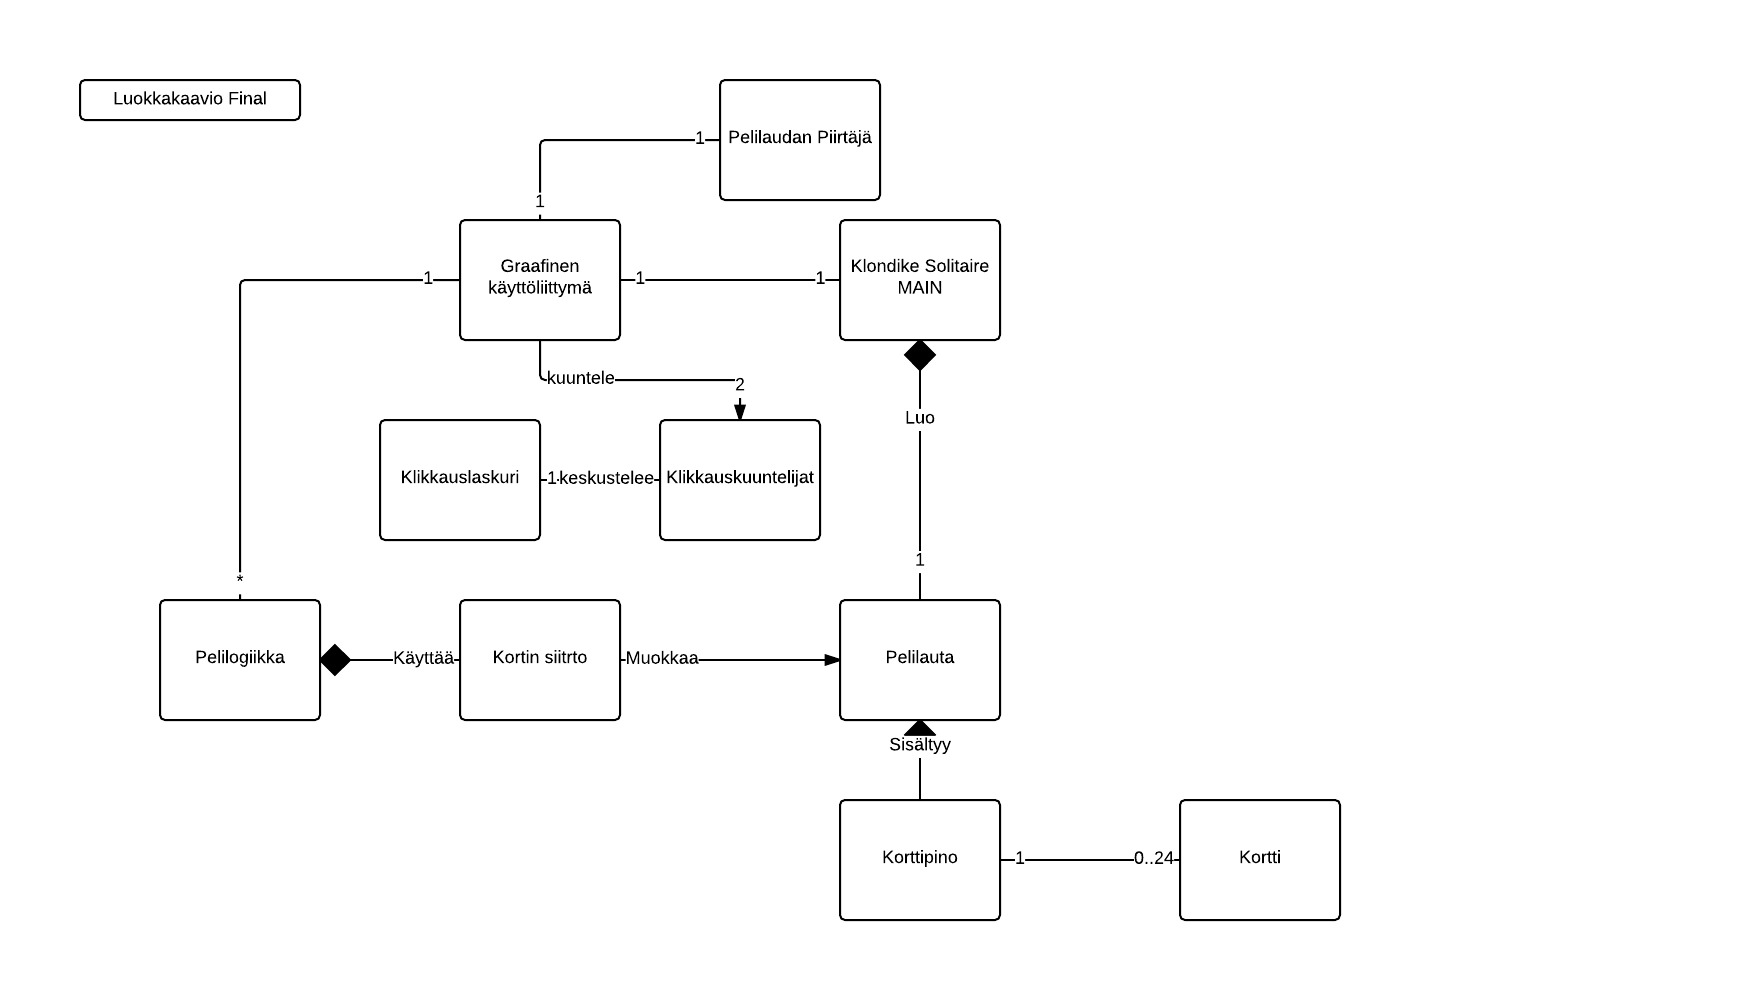 Luokkakaavio Final
Pelilaudan Piirtäjä
1
1
Graafinen
käyttöliittymä
1
1
1
Klondike Solitaire
MAIN
kuuntele
2
Luo
Klikkauslaskuri
1
keskustelee
Klikkauskuuntelijat
1
*
Pelilogiikka
Käyttää
Kortin siitrto
Muokkaa
Pelilauta
Sisältyy
Korttipino
1
0..24
Kortti